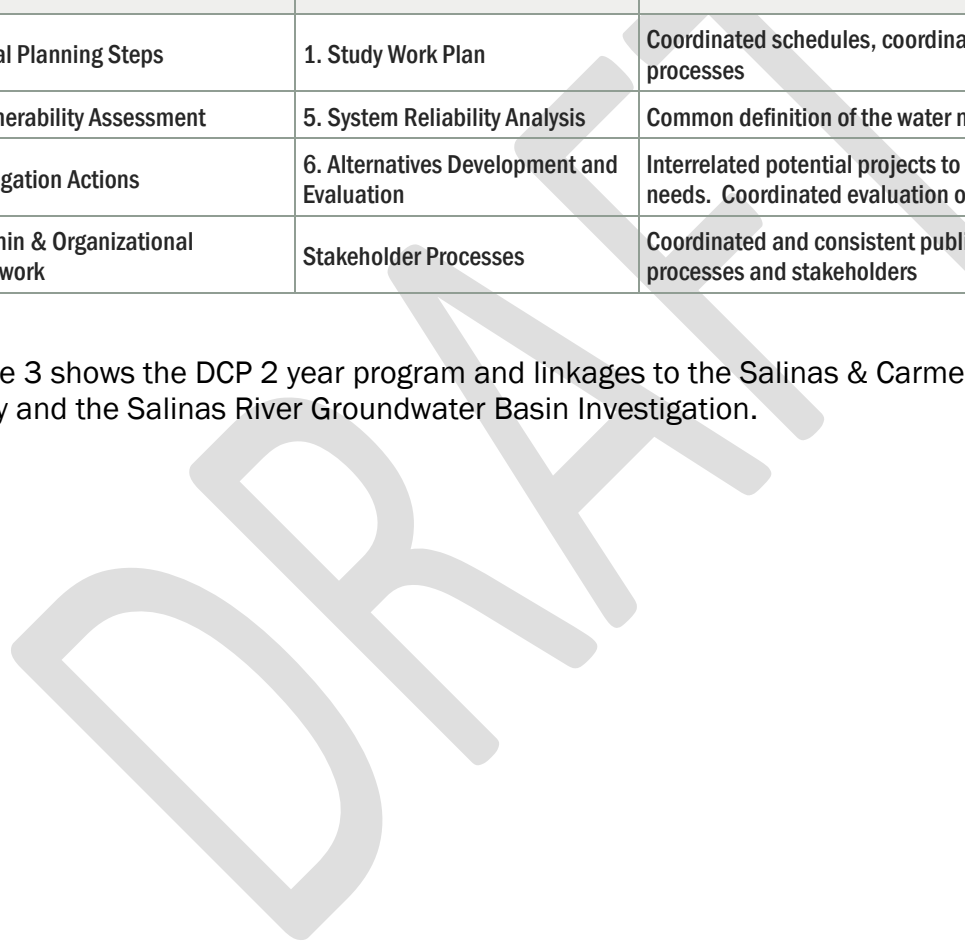 al Planning Steps
1. Study Work Plan
Coordinated schedules, coordina
processes
nerability Assessment
5. System Reliability Analysis
Common definition of the water n
gation Actions
6. Alternatives Development and
Evaluation
Interrelated potential projects to
needs.  Coordinated evaluation o
nin & Organizational
work
Stakeholder Processes
Coordinated and consistent publi
processes and stakeholders
e 3 shows the DCP 2 year program and linkages to the Salinas & Carme
y and the Salinas River Groundwater Basin Investigation.
DRAFT